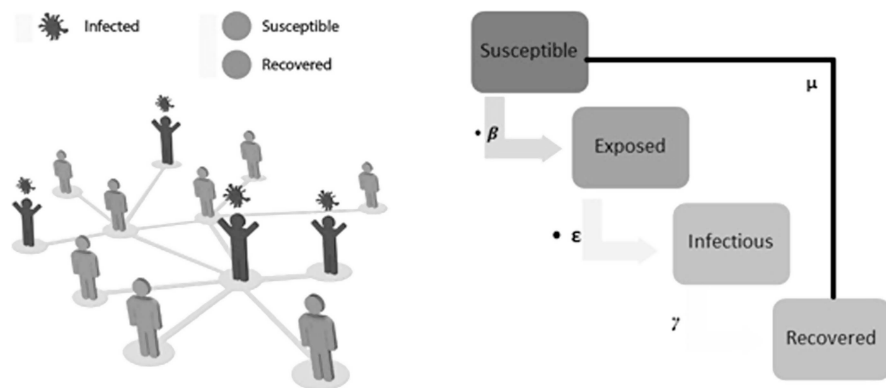 Infected
Susceptible
Recovered
Susceptible
μ
• β
Exposed
• ε
Infectious
γ
Recovered